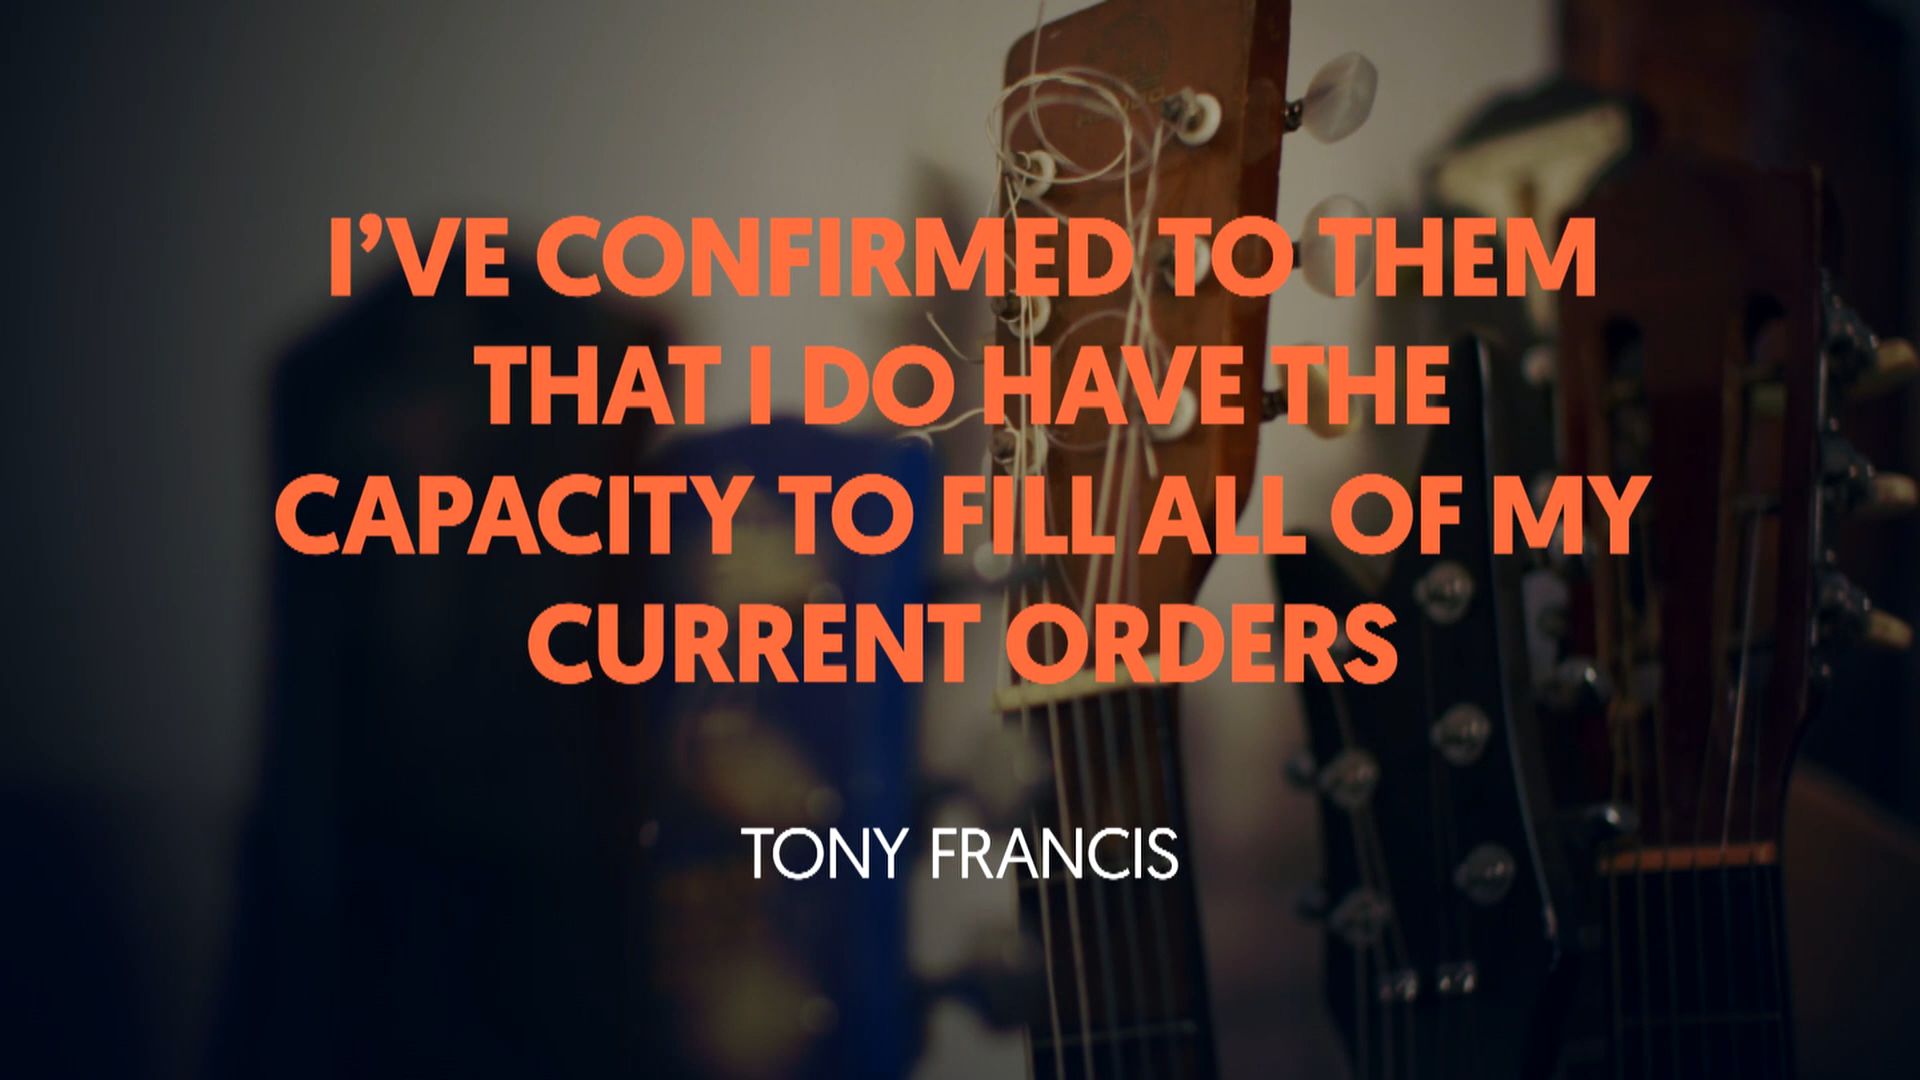 I’VE CONFIRMED TO THEM
THAT I DO HAVE THE
CAPACITY TO FILL ALL OF MY
CURRENT ORDERS
TONY FRANCIS